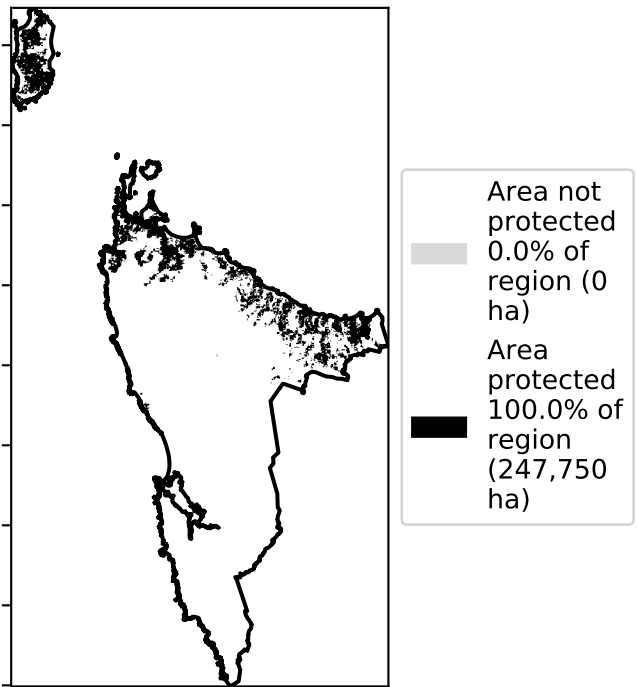 Area not
protected
0.0% of
region (0
ha)
Area
protected
100.0% of
region
(247,750
ha)